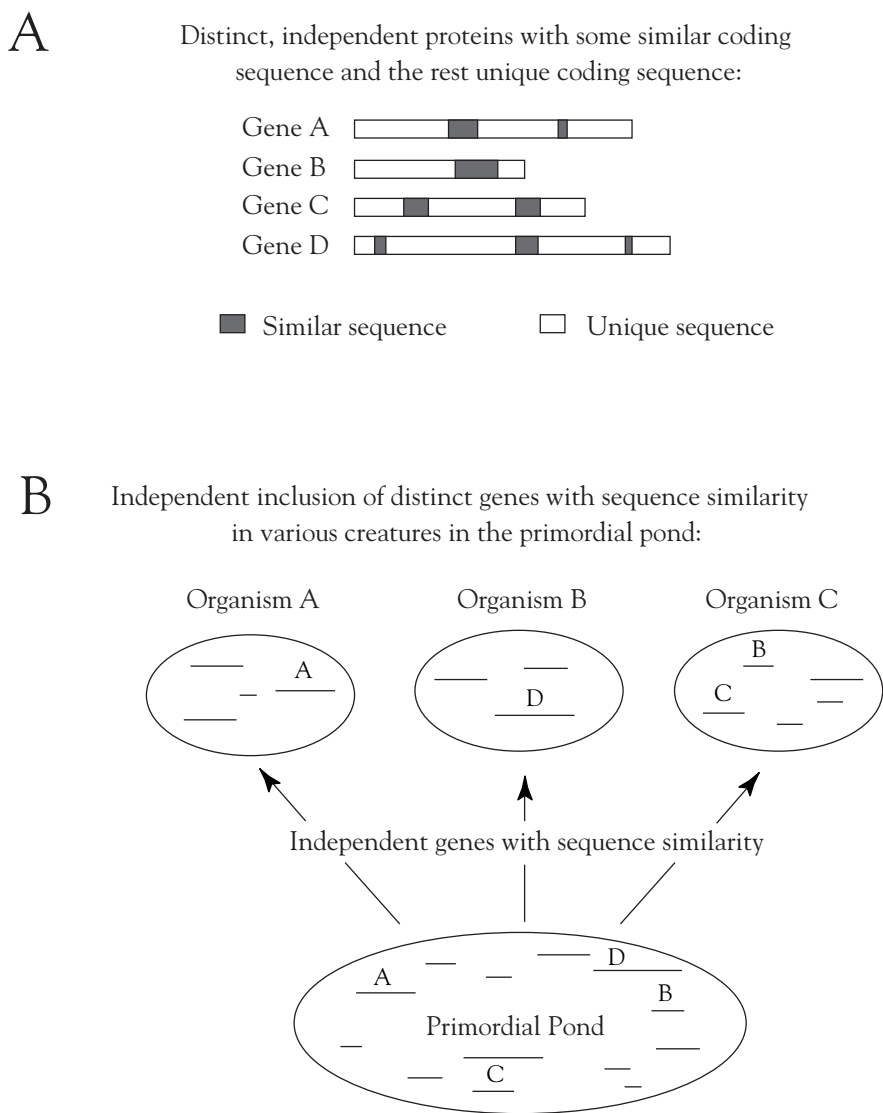 A
Distinct, independent proteins with some similar coding
sequence and the rest unique coding sequence:
Gene A
Gene B
Gene C
Gene D
Similar sequence
Unique sequence
B
Independent inclusion of distinct genes with sequence similarity
in various creatures in the primordial pond:
Organism A
Organism B
Organism C
A
D
B
C
Independent genes with sequence similarity
A
D
B
Primordial Pond
C